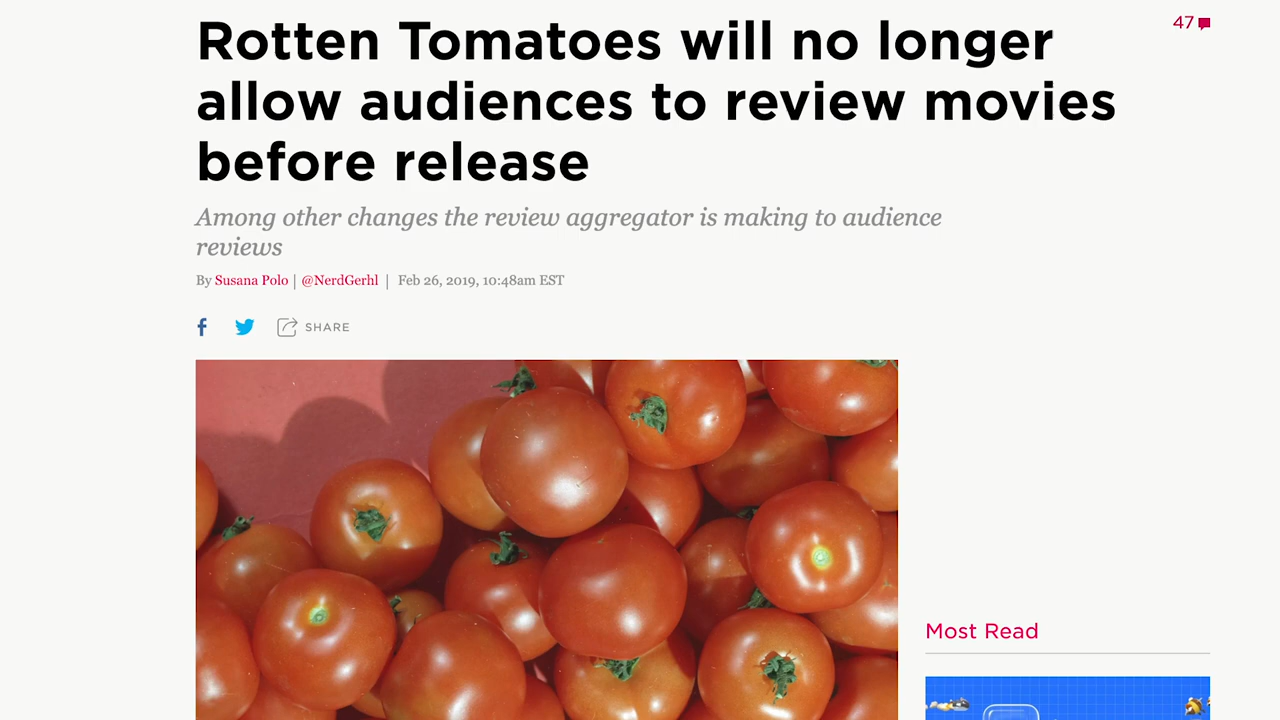 47
Rotten Tomatoes will no longer
allow audiences to review movies
before release
Among other changes the review aggregator is making to audience
reviews
By Susana Polo | @NerdGerhl | Feb 26, 2019, 10:48am EST
SHARE
Most Read